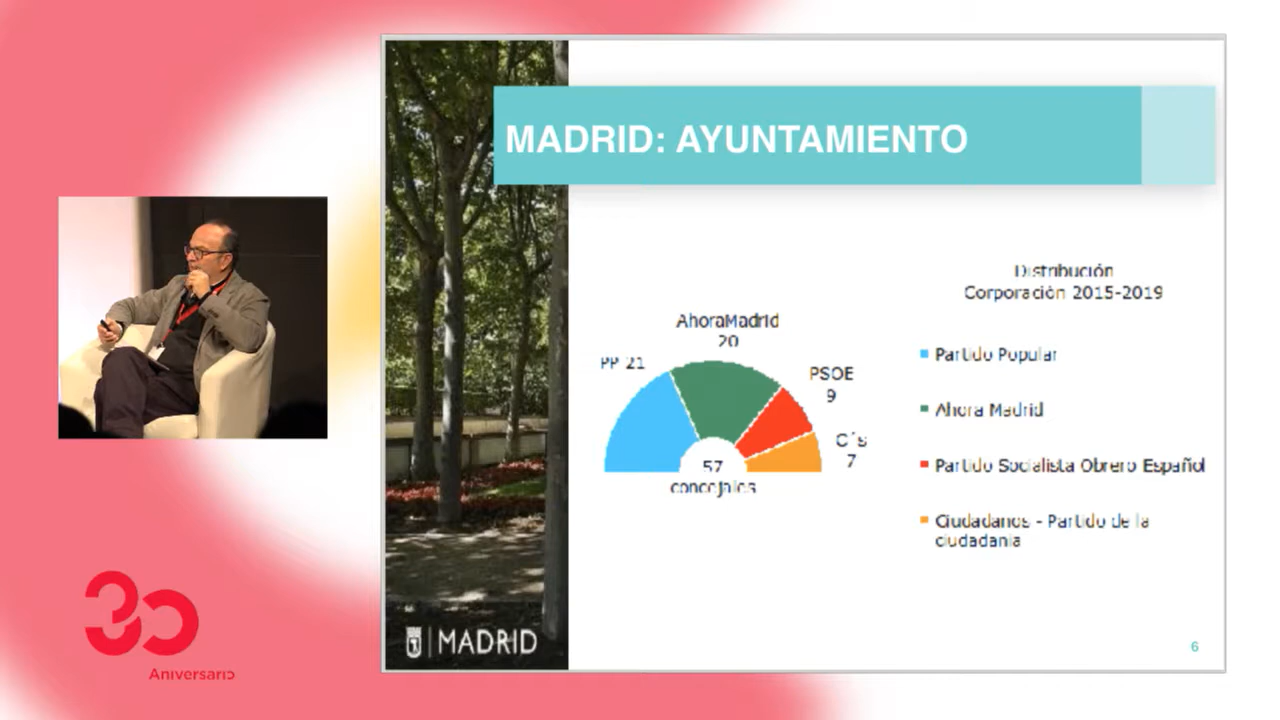 MADRID: AYUNTAMIENTO
Distribución
Corporación 2015-2019
AhoraMadrid
20
PP 21
PSOE
9
C´s
7
57
concejales
Partido Popular
Ahora Madrid
Partido Socialista Obrero Español
Ciudadanos - Partido de la
ciudadanía
MADRID
6
30
Aniversario